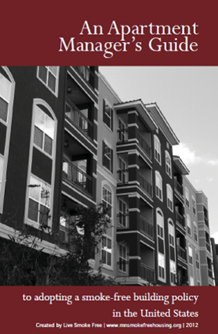 An Apartment
Manager's Guide
to adopting a smoke-free building policy
in the United States
Created by Live Smoke Free | www.mnsmokefreehousing.org | 2012